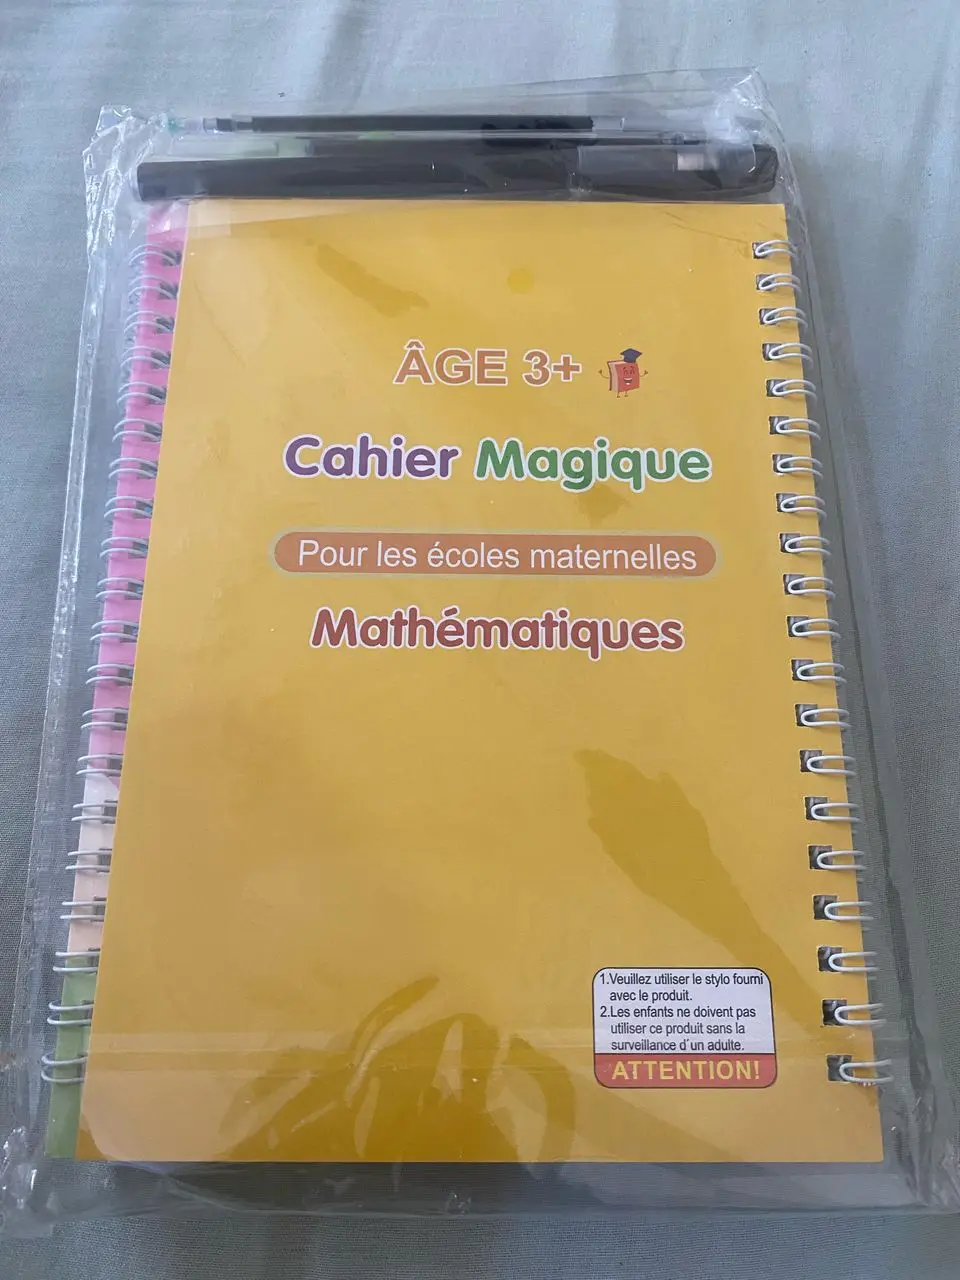 ÂGE 3+
Cahier Magique
Pour les écoles maternelles
Mathématiques
1.Veuillez utiliser le stylo fourni
avec le produit.
2.Les enfants ne doivent pas
utiliser ce produit sans la
surveillance d'un adulte.
ATTENTION!